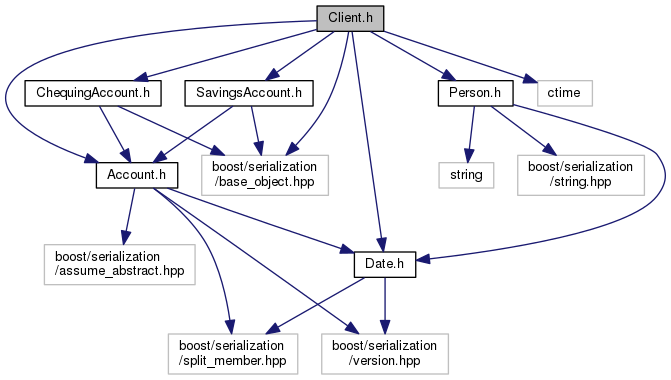 Client.h
ChequingAccount.h
SavingsAccount.h
Person.h
ctime
boost/serialization
/base_object.hpp
Account.h
string
boost/serialization
/string.hpp
boost/serialization
/assume_abstract.hpp
Date.h
boost/serialization
/split_member.hpp
boost/serialization
/version.hpp